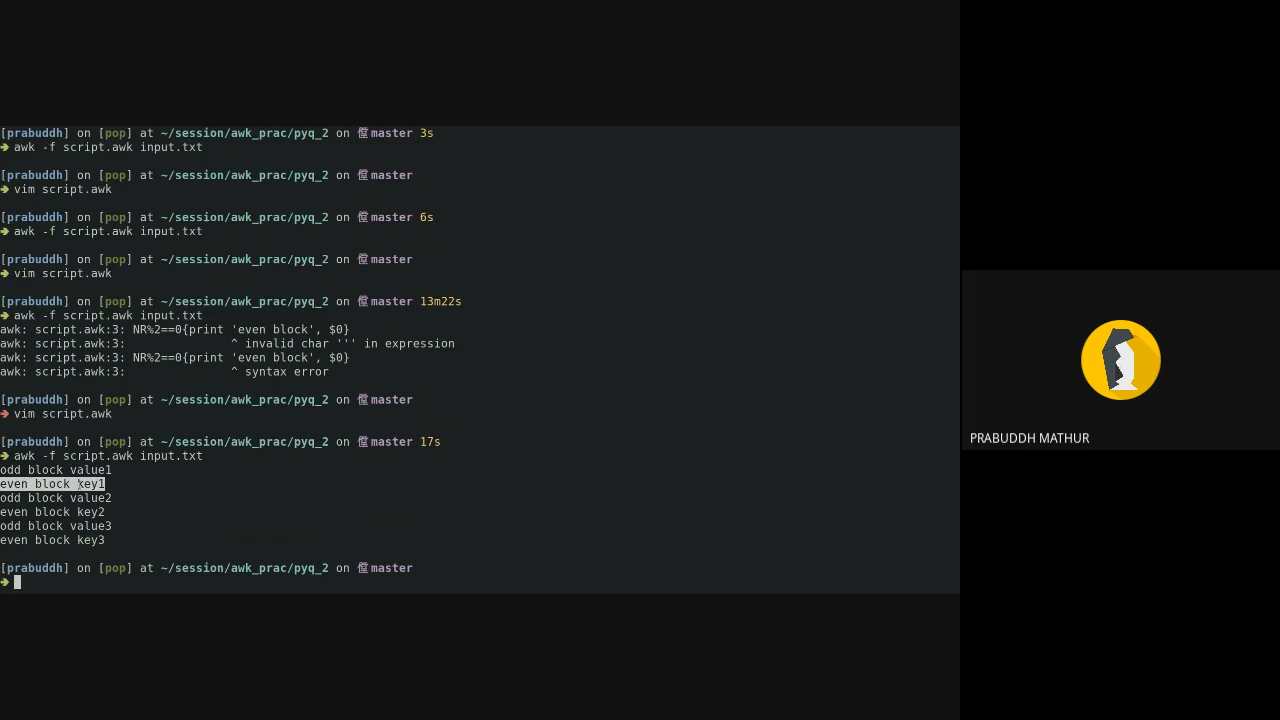 [prabuddh] on [pop] at ~/session/awk_prac/pyq_2 on master 3s
➜ awk -f script.awk input.txt
[prabuddh] on [pop] at ~/session/awk_prac/pyq_2 on master
➜ vim script.awk
[prabuddh] on [pop] at ~/session/awk_prac/pyq_2 on master 6s
➜ awk -f script.awk input.txt
[prabuddh] on [pop] at ~/session/awk_prac/pyq_2 on master
➜ vim script.awk
[prabuddh] on [pop] at ~/session/awk_prac/pyq_2 on master 13m22s
➜ awk -f script.awk input.txt
awk: script.awk:3: NR%2==0{print 'even block', $0}
awk: script.awk:3:               ^ invalid char ''' in expression
awk: script.awk:3: NR%2==0{print 'even block', $0}
awk: script.awk:3:               ^ syntax error
[prabuddh] on [pop] at ~/session/awk_prac/pyq_2 on master
➜ vim script.awk
[prabuddh] on [pop] at ~/session/awk_prac/pyq_2 on master 17s
➜ awk -f script.awk input.txt
odd block value1
even block key1
odd block value2
even block key2
odd block value3
even block key3
[prabuddh] on [pop] at ~/session/awk_prac/pyq_2 on master
➜
PRABUDDH MATHUR